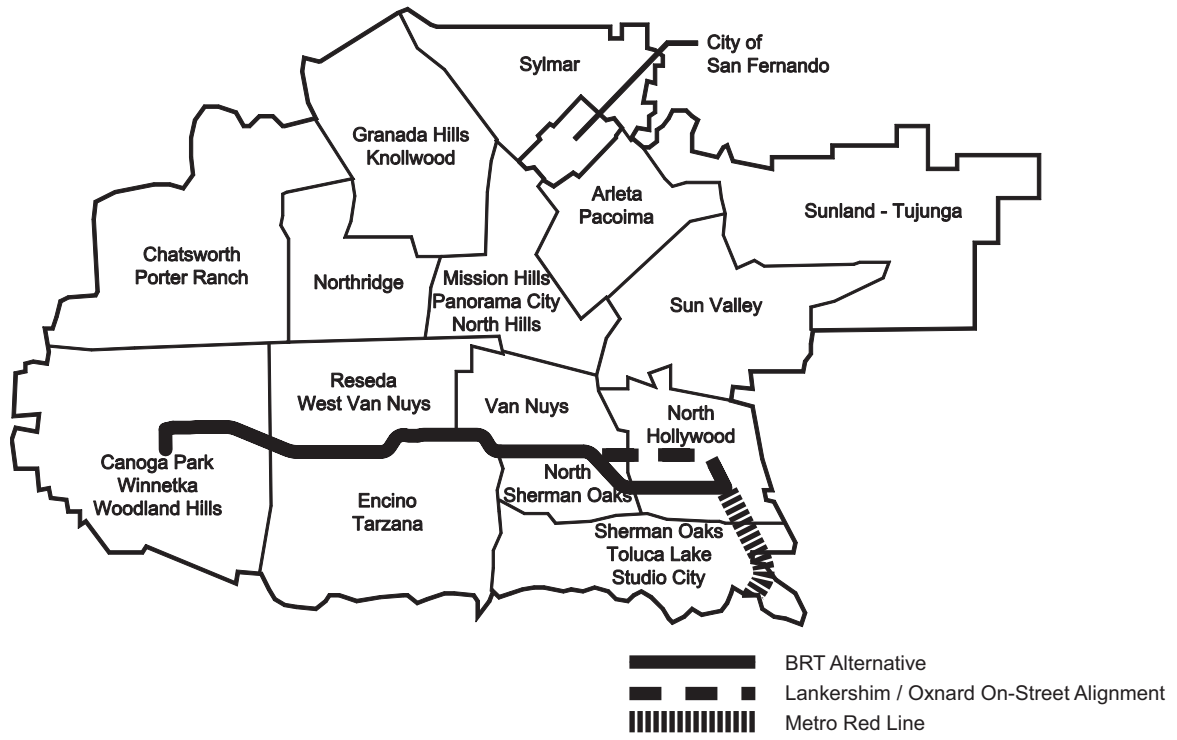 Sylmar
City of
San Fernando
Granada Hills
Knollwood
Arleta
Pacoima
Sunland - Tujunga
Chatsworth
Porter Ranch
Northridge
Mission Hills
Panorama City
North Hills
Sun Valley
Reseda
West Van Nuys
Van Nuys
North
Hollywood
Canoga Park
Winnetka
Woodland Hills
Encino
Tarzana
North
Sherman Oaks
Sherman Oaks
Toluca Lake
Studio City
BRT Alternative
Lankershim / Oxnard On-Street Alignment
Metro Red Line